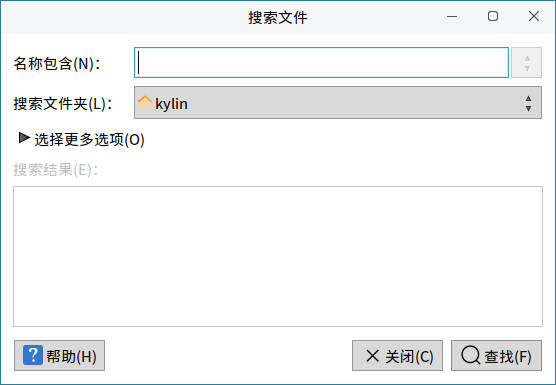 搜索文件
名称包含(N):
搜索文件夹(L): kylin
选择更多选项(O)
搜索结果(E):
帮助(H) 关闭(C) 查找(F)